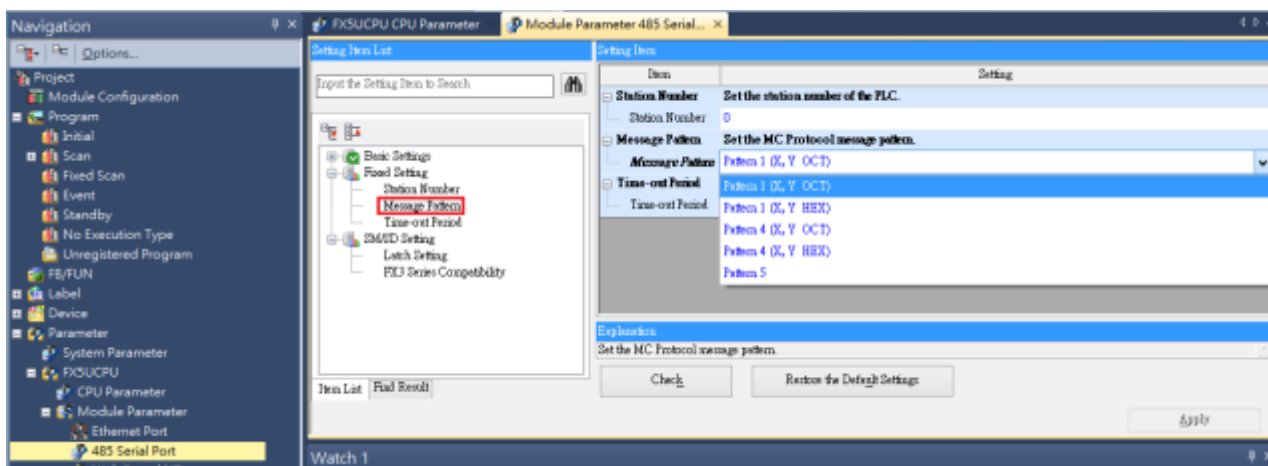 Navigation
Options...
Project
Module Configuration
Program
Initial
Scan
Fixed Scan
Event
Standby
No Execution Type
Unregistered Program
FB/FUN
Label
Device
Parameter
System Parameter
FX5UCPU
CPU Parameter
Module Parameter
Ethernet Port
485 Serial Port
FX5UCPU CPU Parameter
Module Parameter 485 Serial...
Setting Item List
Input the Setting Item to Search
Basic Settings
Fixed Setting
Station Number
Message Pattern
Time-out Period
SM/SD Setting
Latch Setting
FX3 Series Compatibility
Item List Find Result
Setting Item
Item Setting
Station Number Set the station number of the PLC.
Station Number 0
Message Pattern Set the MC Protocol message pattern.
Message Pattern Pattern 1 (X, Y OCT)
Time-out Period Pattern 1 (X, Y OCT)
Time-out Period Pattern 1 (X, Y HEX)
Pattern 4 (X, Y OCT)
Pattern 4 (X, Y HEX)
Pattern 5
Explanation
Set the MC Protocol message pattern.
Check Restore the Default Settings
Apply
Watch 1